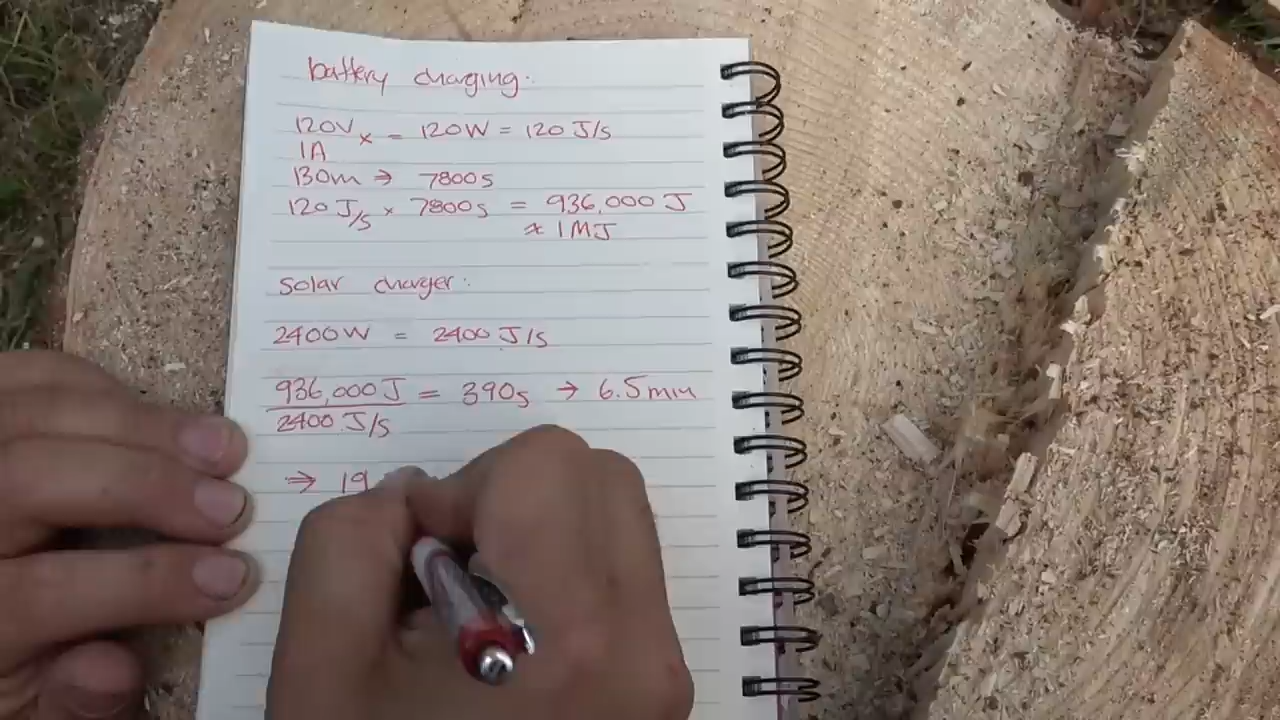 battery charging:
120V x = 120W = 120 J/s
1A
130m → 7800s
120 J/s x 7800s = 936,000 J
≈ 1MJ
solar charger:
2400W = 2400 J/s
936,000 J = 390s → 6.5min
2400 J/s
⇒ 19